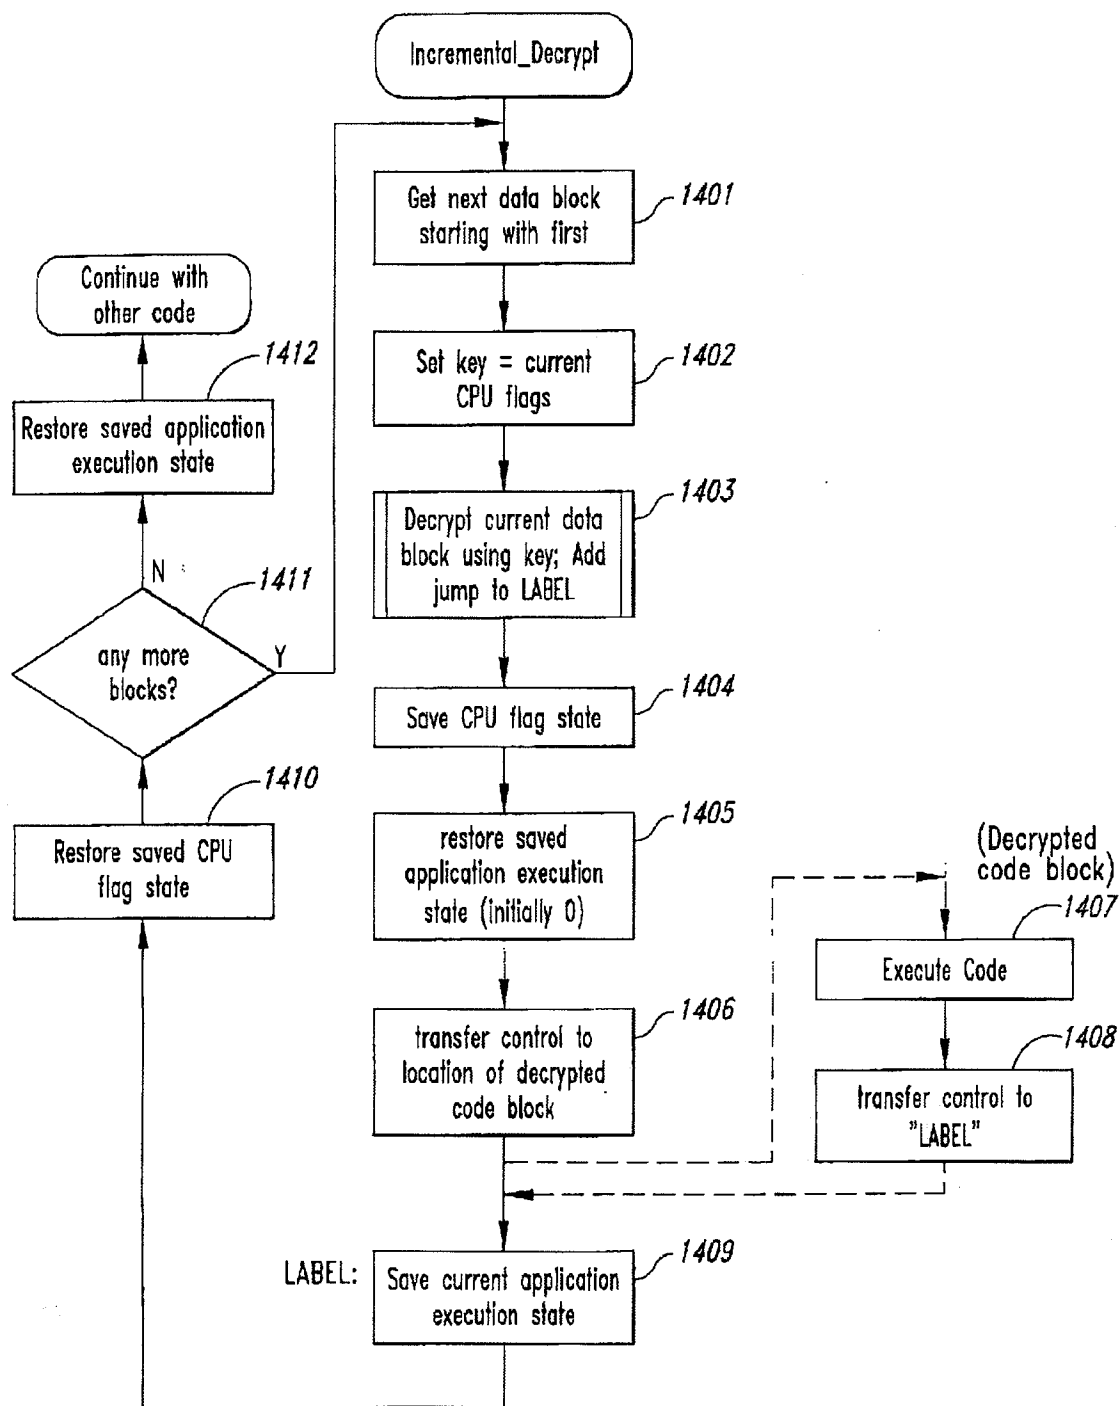 Incremental_Decrypt
Get next data block
starting with first
1401
Set key = current
CPU flags
1402
Decrypt current data
block using key; Add
jump to LABEL
1403
Save CPU flag state
1404
restore saved
application execution
state (initially 0)
1405
transfer control to
location of decrypted
code block
1406
(Decrypted
code block)
Execute Code
1407
transfer control to
"LABEL"
1408
LABEL:
Save current application
execution state
1409
Restore saved CPU
flag state
1410
any more
blocks?
1411
Y
N
Restore saved application
execution state
1412
Continue with
other code